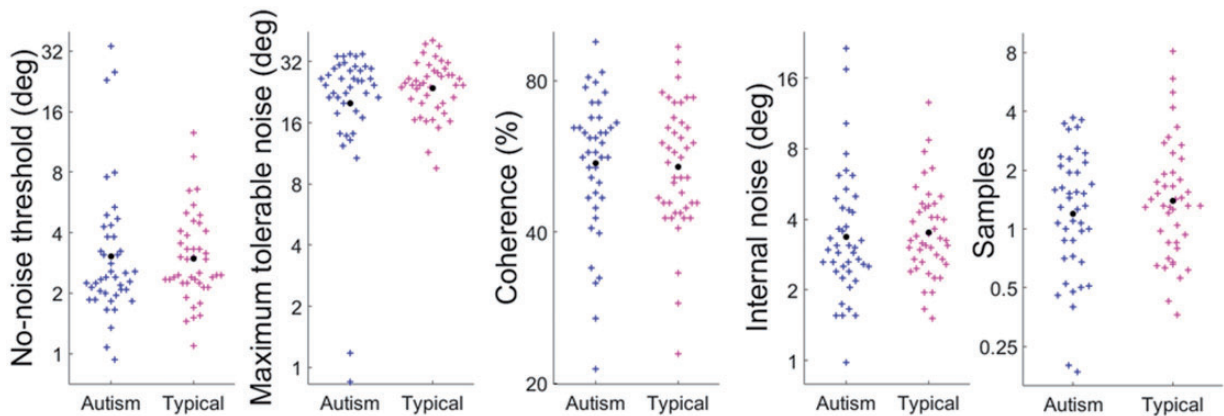 No-noise threshold (deg)
32
16
8
4
2
1
Autism Typical
Maximum tolerable noise (deg)
32
16
8
4
2
1
Autism Typical
Coherence (%)
80
40
20
Autism Typical
Internal noise (deg)
16
8
4
2
1
Autism Typical
Samples
8
4
2
1
0.5
0.25
Autism Typical